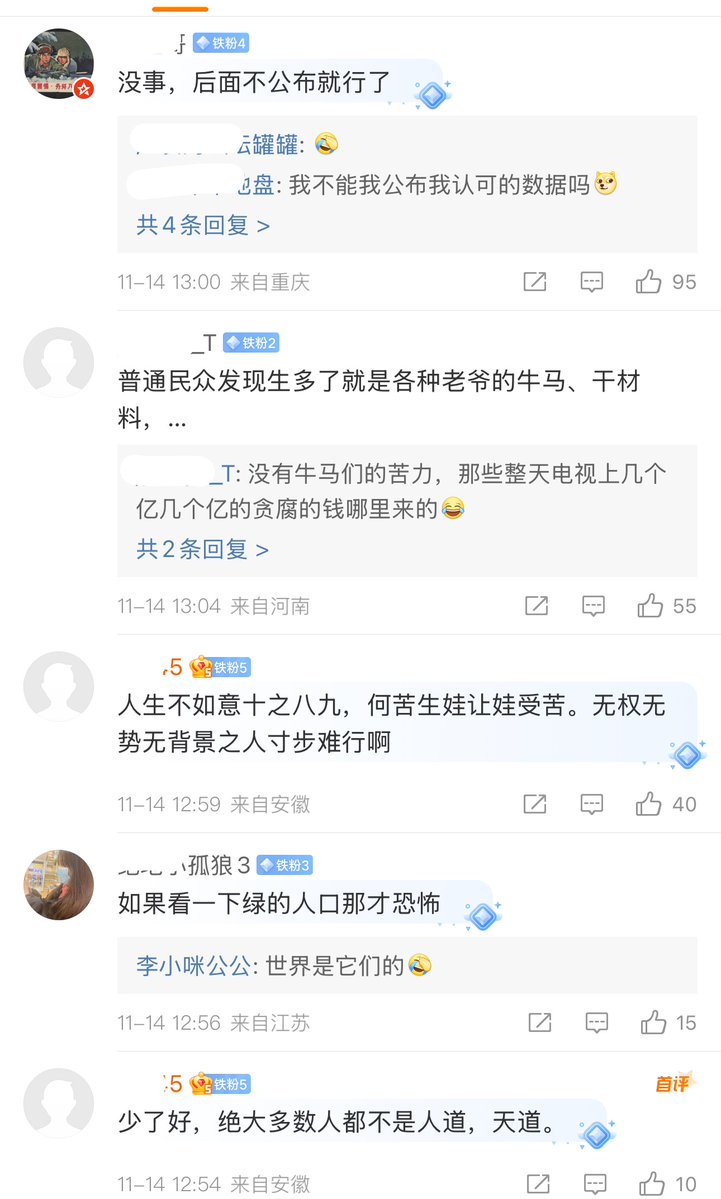 铁粉4
没事，后面不公布就行了
坛罐罐:🤣
地盘: 我不能我公布我认可的数据吗
共4条回复 >
11-14 13:00 来自重庆
95
_T 铁粉2
普通民众发现生多了就是各种老爷的牛马、干材
料，...
_T: 没有牛马们的苦力，那些整天电视上几个
亿几个亿的贪腐的钱哪里来的😂
共2条回复 >
11-14 13:04 来自河南
55
5 铁粉5
人生不如意十之八九，何苦生娃让娃受苦。无权无
势无背景之人寸步难行啊
11-14 12:59 来自安徽
40
小孤狼3 铁粉3
如果看一下绿的人口那才恐怖
李小咪公公: 世界是它们的🤣
11-14 12:56 来自江苏
15
5 铁粉5
首评
少了好，绝大多数人都不是人道，天道。
11-14 12:54 来自安徽
10